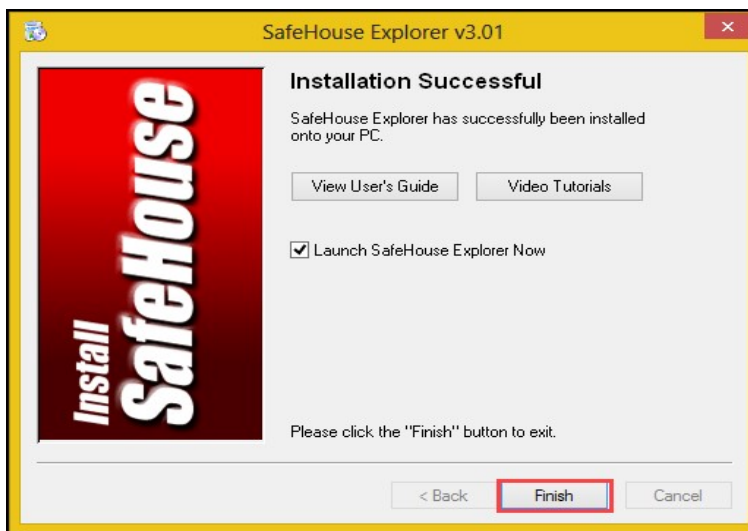 SafeHouse Explorer v3.01
Install
SafeHouse
Installation Successful
SafeHouse Explorer has successfully been installed
onto your PC.
View User's Guide
Video Tutorials
Launch SafeHouse Explorer Now
Please click the "Finish" button to exit.
< Back
Finish
Cancel